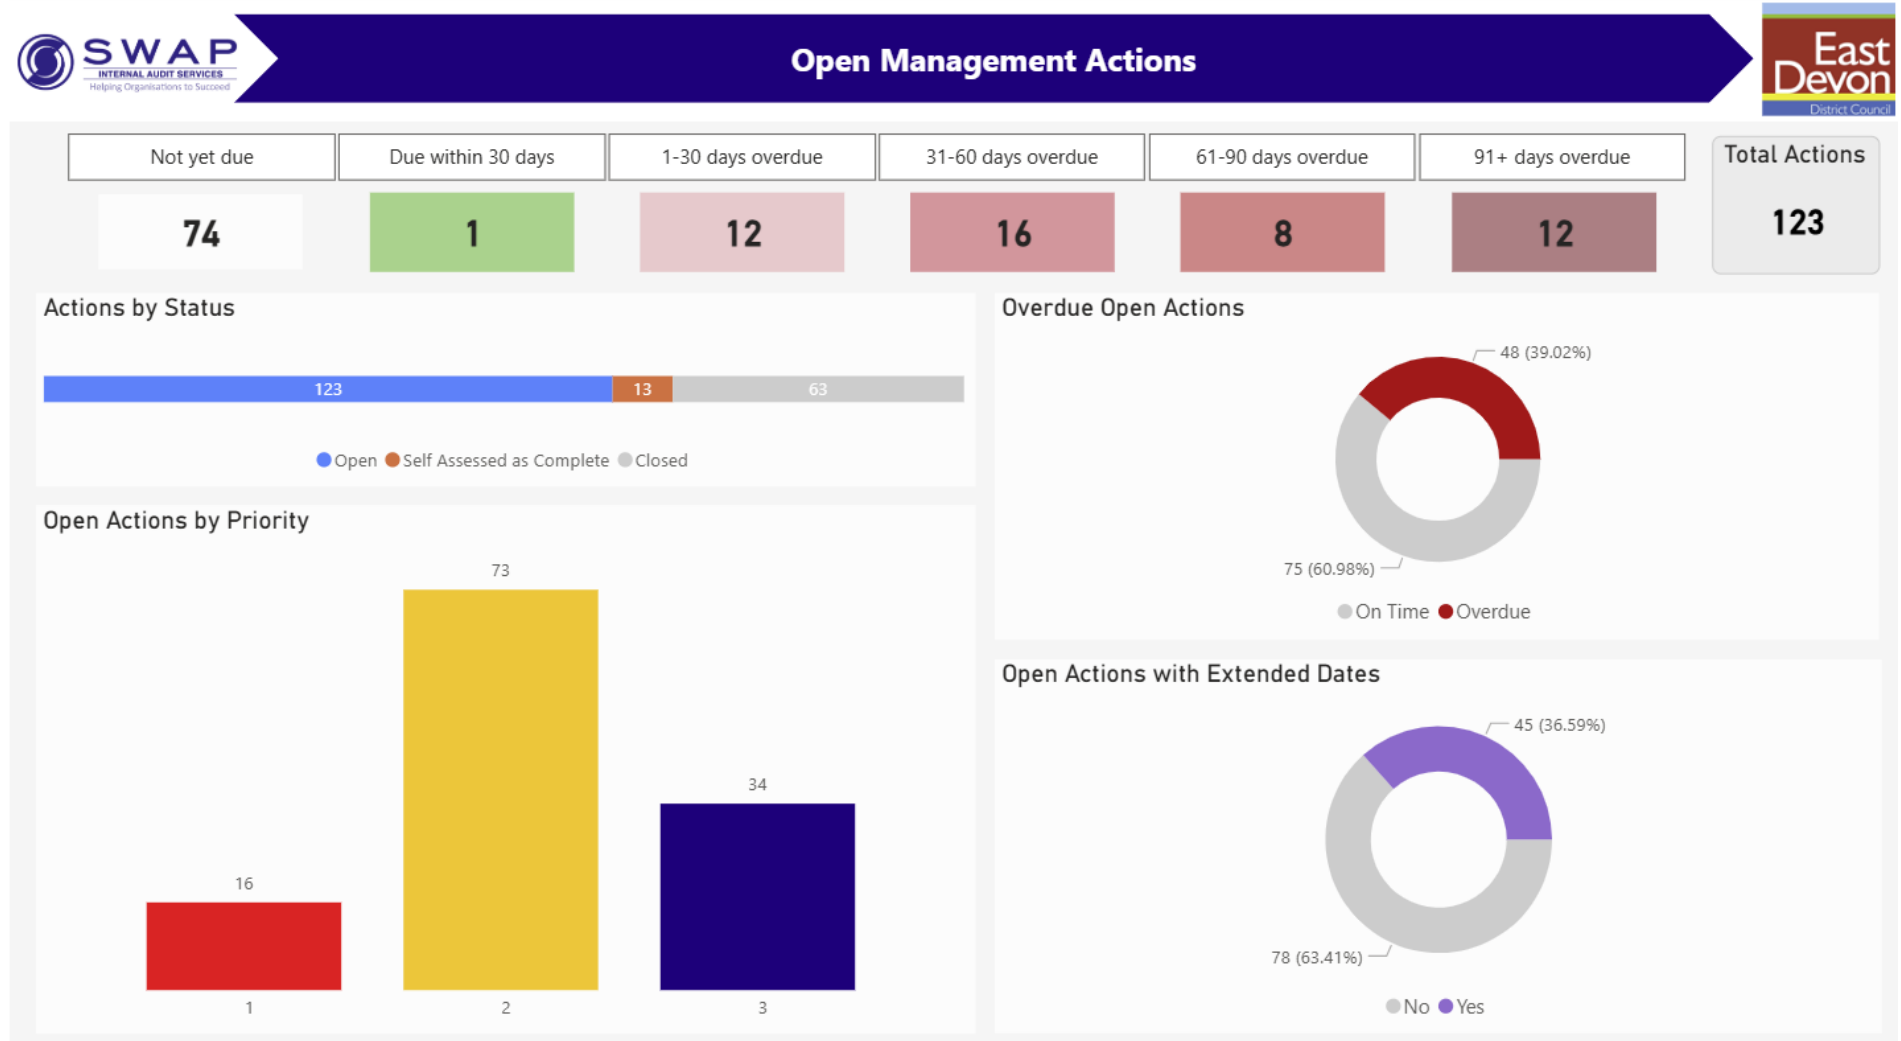 SWAP
INTERNAL AUDIT SERVICES
Helping Organisations to Succeed
Open Management Actions
East
Devon
District Council
Not yet due
Due within 30 days
1-30 days overdue
31-60 days overdue
61-90 days overdue
91+ days overdue
Total Actions
74
1
12
16
8
12
123
Actions by Status
123
13
63
Open
Self Assessed as Complete
Closed
Overdue Open Actions
48 (39.02%)
75 (60.98%)
On Time
Overdue
Open Actions by Priority
73
34
16
1
2
3
Open Actions with Extended Dates
45 (36.59%)
78 (63.41%)
No
Yes